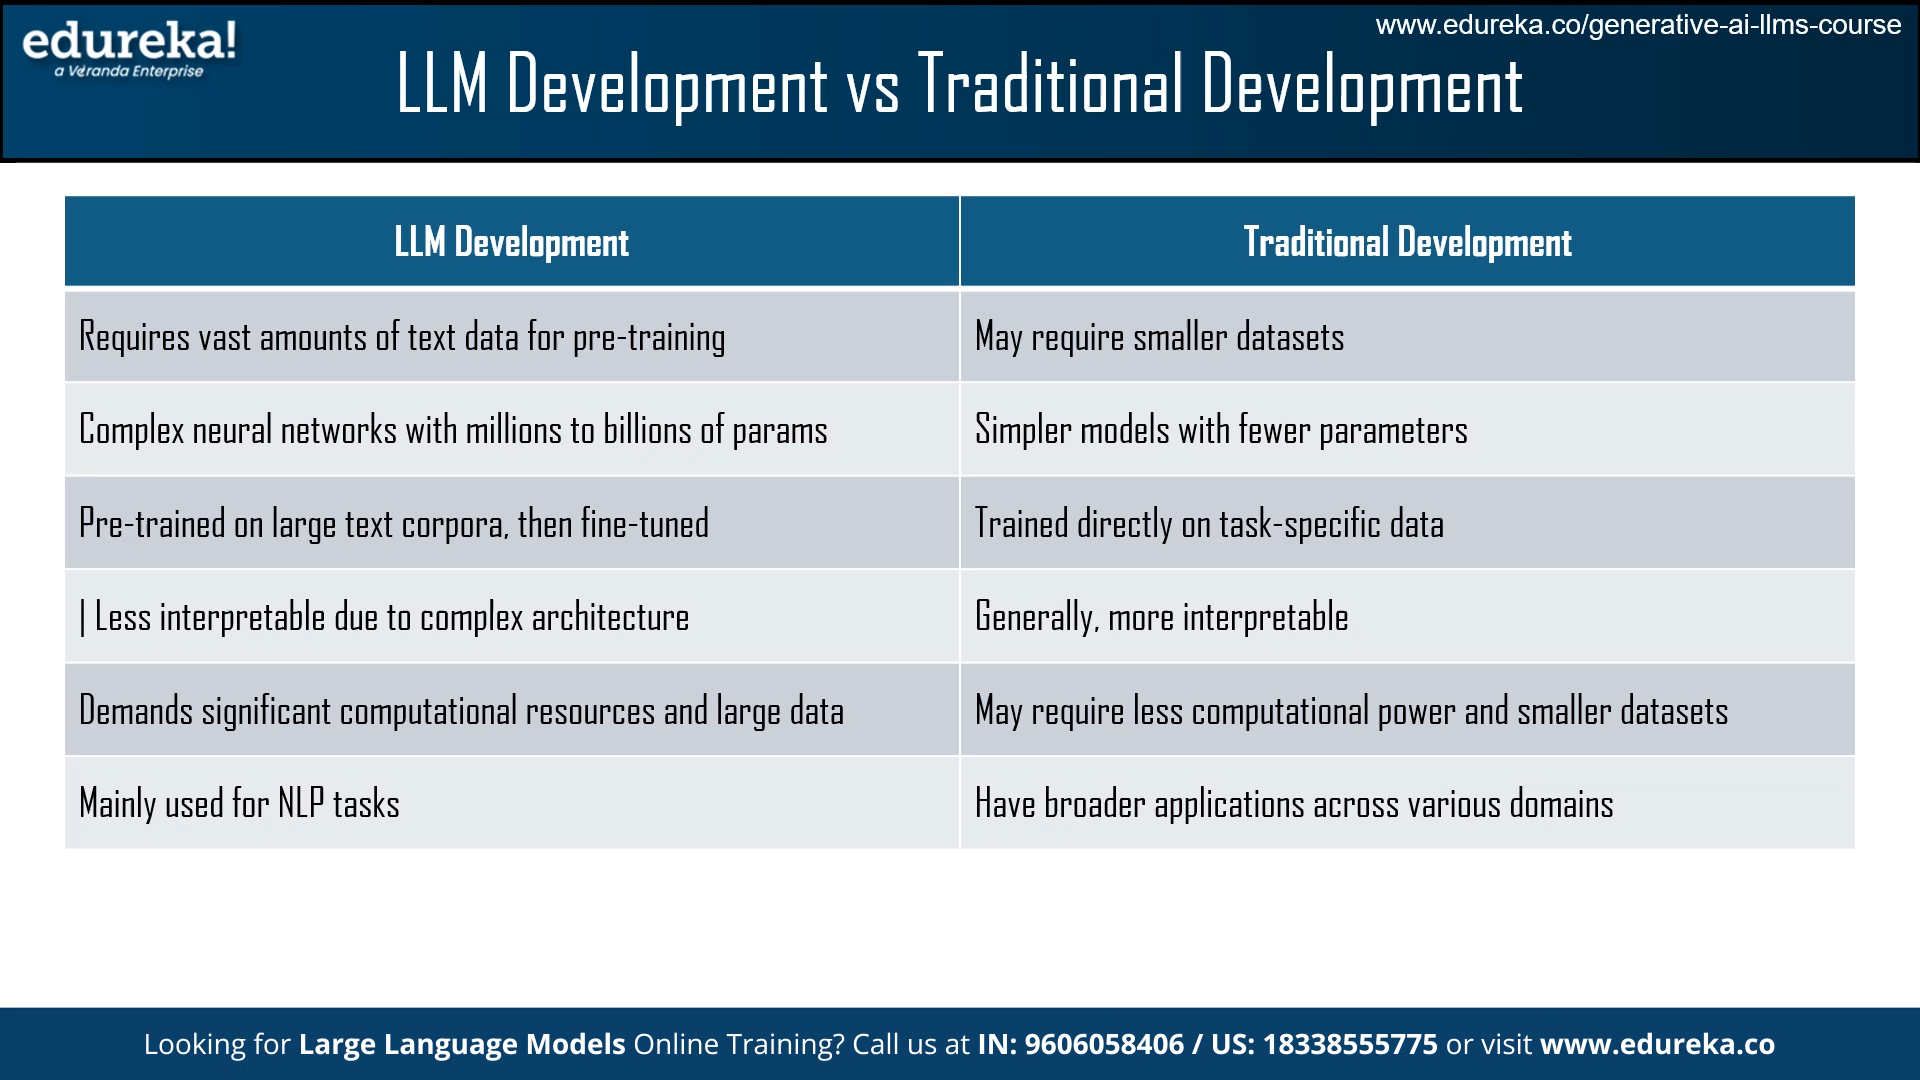 edureka!
a Veranda Enterprise
www.edureka.co/generative-ai-llms-course
LLM Development vs Traditional Development
LLM Development
Traditional Development
Requires vast amounts of text data for pre-training
May require smaller datasets
Complex neural networks with millions to billions of params
Simpler models with fewer parameters
Pre-trained on large text corpora, then fine-tuned
Trained directly on task-specific data
| Less interpretable due to complex architecture
Generally, more interpretable
Demands significant computational resources and large data
May require less computational power and smaller datasets
Mainly used for NLP tasks
Have broader applications across various domains
Looking for Large Language Models Online Training? Call us at IN: 9606058406 / US: 18338555775 or visit www.edureka.co